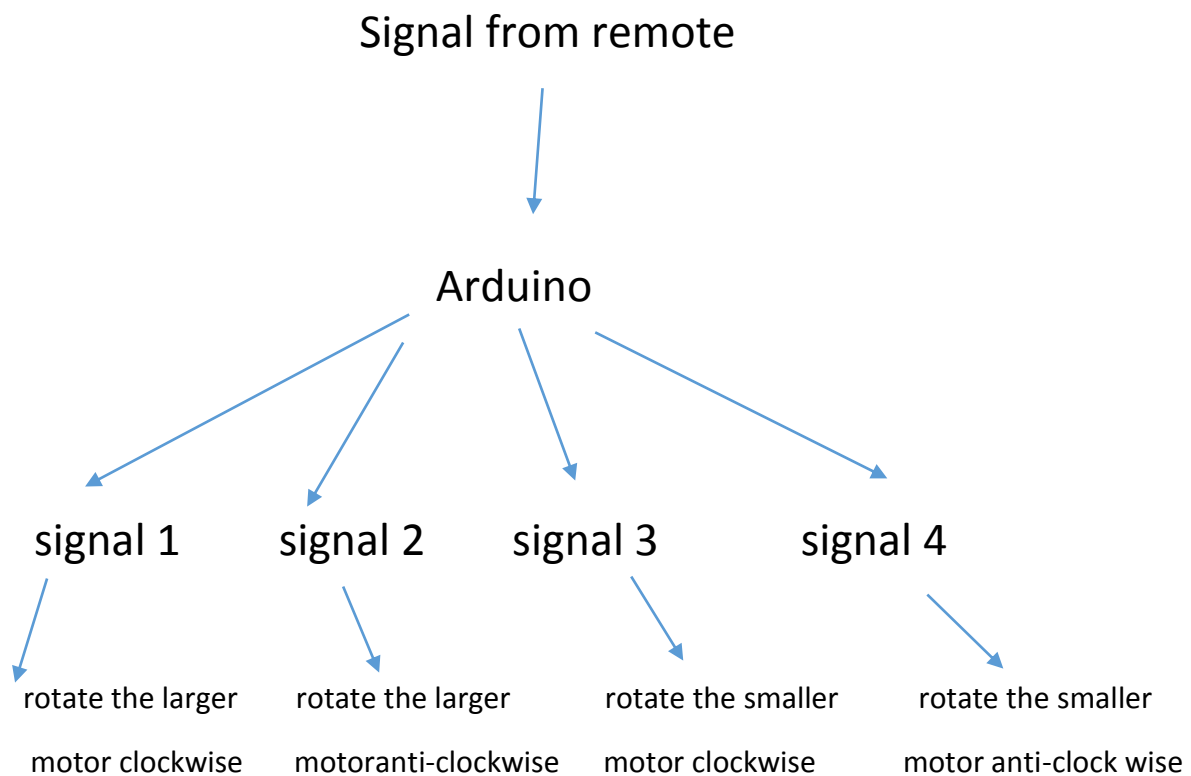 Signal from remote
Arduino
signal 1
signal 2
signal 3
signal 4
rotate the larger
motor clockwise
rotate the larger
motoranti-clockwise
rotate the smaller
motor clockwise
rotate the smaller
motor anti-clock wise